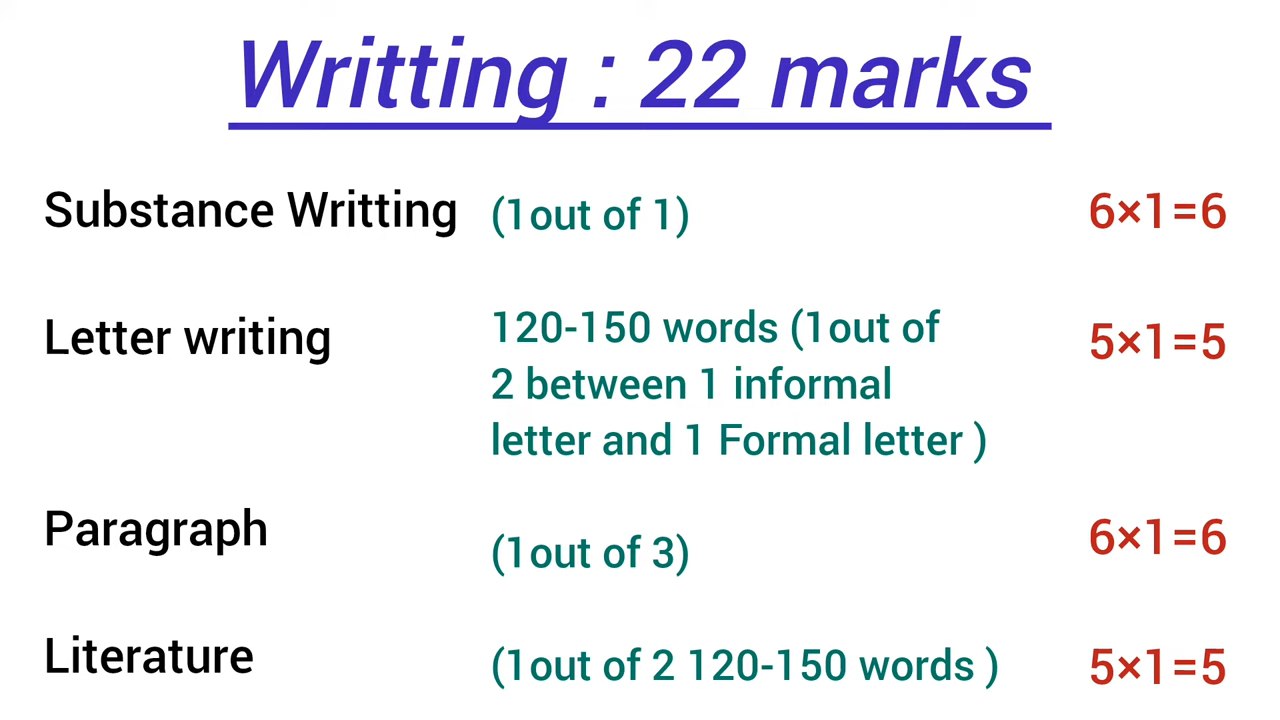 Writting : 22 marks
Substance Writting (1out of 1) 6×1=6
Letter writing 120-150 words (1out of 5×1=5
2 between 1 informal
letter and 1 Formal letter )
Paragraph (1out of 3) 6×1=6
Literature (1out of 2 120-150 words ) 5×1=5